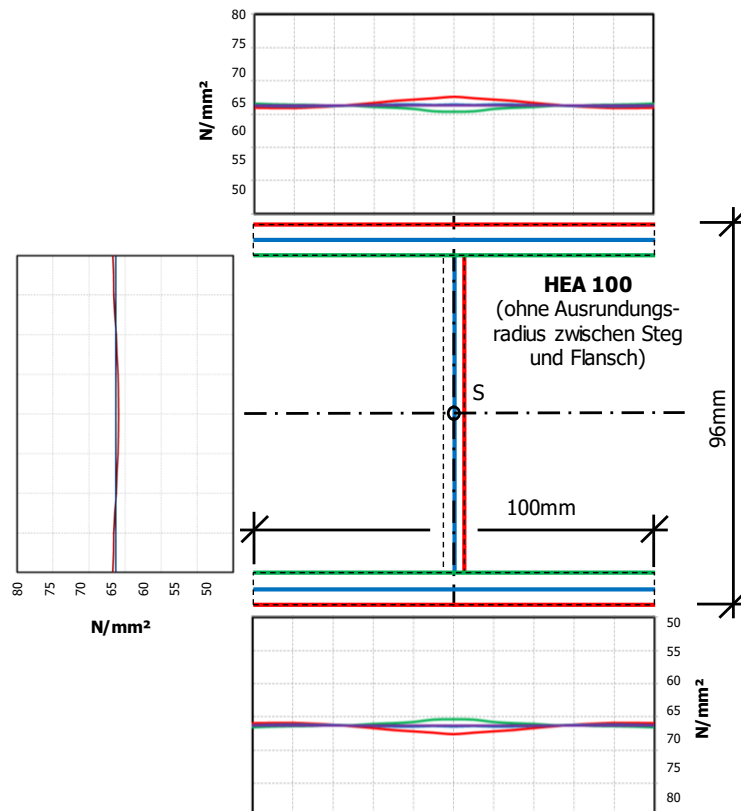 80
75
70
65
60
55
50
N/mm²
HEA 100
(ohne Ausrundungs-
radius zwischen Steg
und Flansch)
S
96mm
100mm
80
75
70
65
60
55
50
N/mm²
50
55
60
65
70
75
80
N/mm²